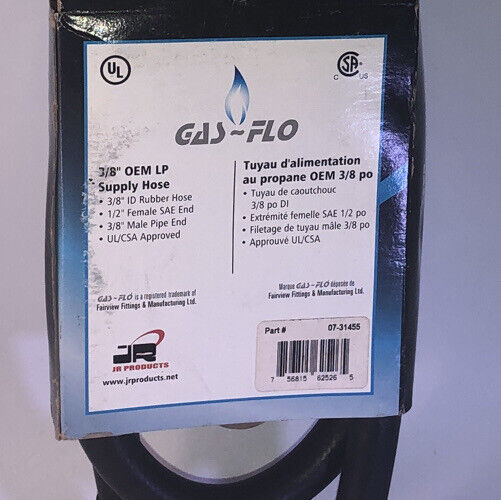 UL
CSA
C US
GAS~FLO
3/8" OEM LP
Supply Hose
• 3/8" ID Rubber Hose
• 1/2" Female SAE End
• 3/8" Male Pipe End
• UL/CSA Approved
Tuyau d'alimentation
au propane OEM 3/8 po
• Tuyau de caoutchouc
3/8 po DI
• Extrémité femelle SAE 1/2 po
• Filetage de tuyau mâle 3/8 po
• Approuvé UL/CSA
GAS~FLO is a registered trademark of
Fairview Fittings & Manufacturing Ltd.
Marque GAS~FLO déposée de
Fairview Fittings & Manufacturing Ltd.
JR
JR PRODUCTS
www.jrproducts.net
Part # 07-31455
7 56815 62526 5